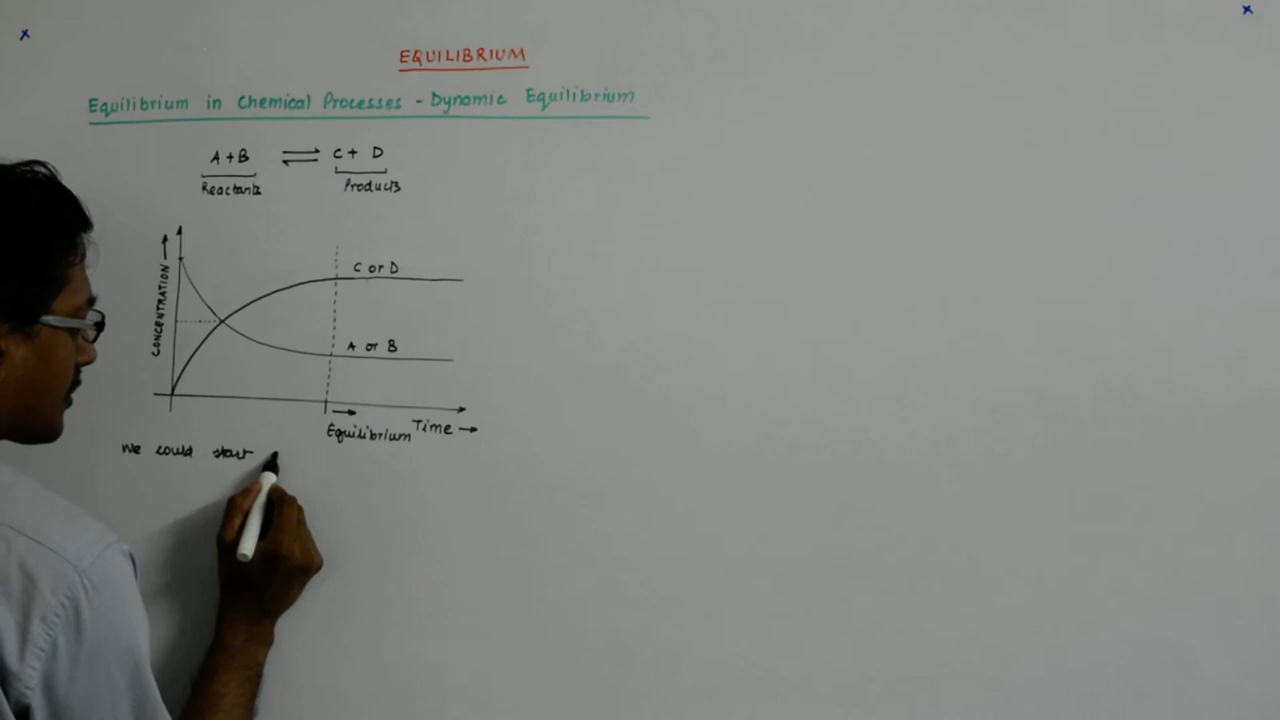 EQUILIBRIUM
Equilibrium in Chemical Processes - Dynamic Equilibrium
A + B ⇌ C + D
Reactants Products
CONCENTRATION →
C or D
A or B
→
Equilibrium Time →
We could start